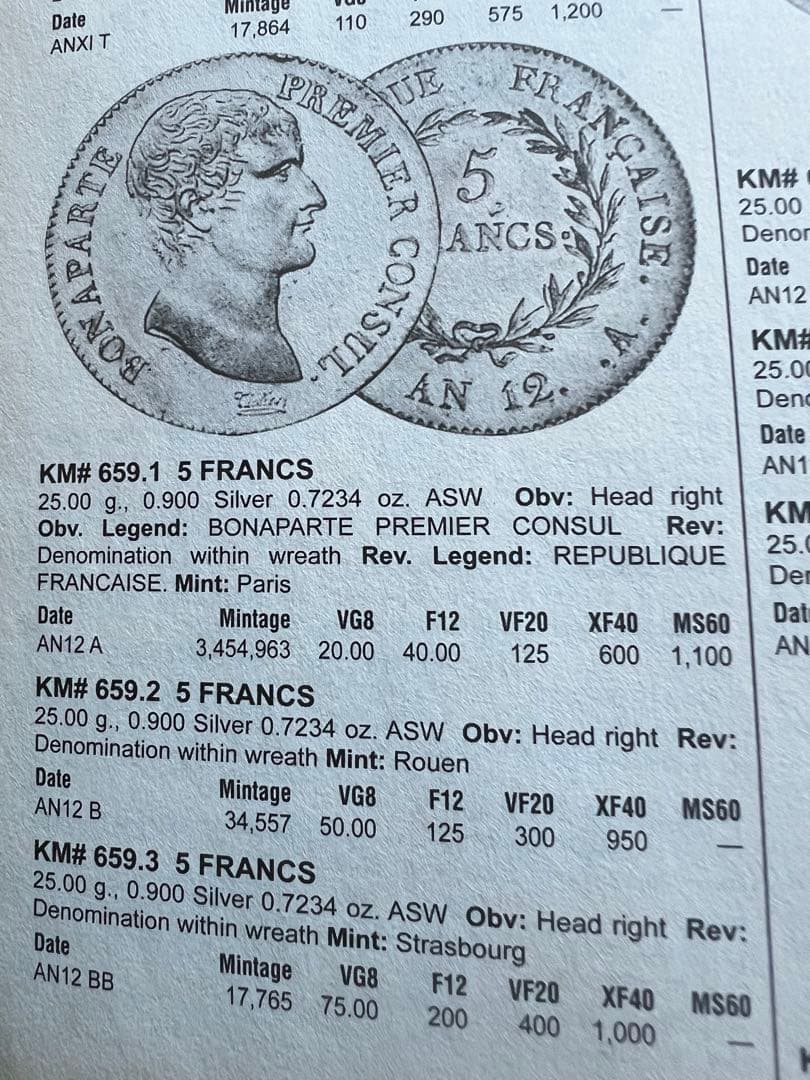 Date Mintage VG8 290 575 1,200 —
ANXI T 17,864 110
BONAPARTE PREMIER CONSUL.
UE FRANÇAISE.
5
ANCS.
AN 12. .A.
KM# 659.1 5 FRANCS
25.00 g., 0.900 Silver 0.7234 oz. ASW Obv: Head right
Obv. Legend: BONAPARTE PREMIER CONSUL Rev:
Denomination within wreath Rev. Legend: REPUBLIQUE
FRANCAISE. Mint: Paris
Date Mintage VG8 F12 VF20 XF40 MS60
AN12 A 3,454,963 20.00 40.00 125 600 1,100
KM# 659.2 5 FRANCS
25.00 g., 0.900 Silver 0.7234 oz. ASW Obv: Head right Rev:
Denomination within wreath Mint: Rouen
Date Mintage VG8 F12 VF20 XF40 MS60
AN12 B 34,557 50.00 125 300 950 —
KM# 659.3 5 FRANCS
25.00 g., 0.900 Silver 0.7234 oz. ASW Obv: Head right Rev:
Denomination within wreath Mint: Strasbourg
Date Mintage VG8 F12 VF20 XF40 MS60
AN12 BB 17,765 75.00 200 400 1,000 —
KM#
25.00
Denor
Date
AN12
KM#
25.00
Deno
Date
AN1
KM
25.0
Der
Dat
AN